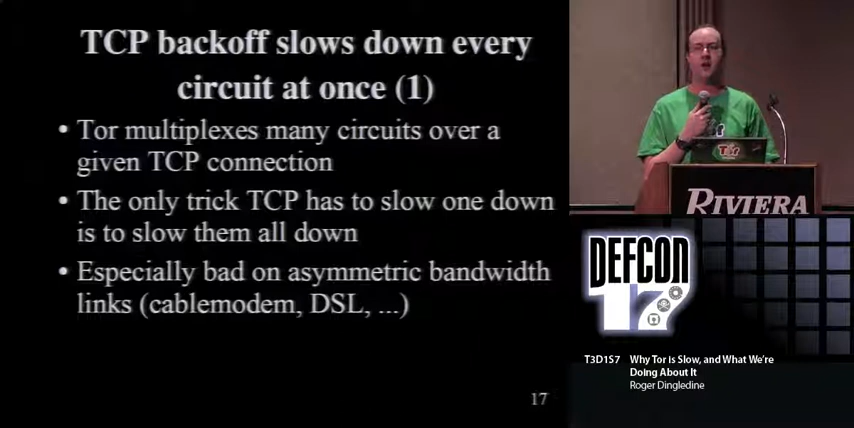 TCP backoff slows down every
circuit at once (1)
• Tor multiplexes many circuits over a
given TCP connection
• The only trick TCP has to slow one down
is to slow them all down
• Especially bad on asymmetric bandwidth
links (cablemodem, DSL, ...)
17
Tor
RIVIERA
DEFCON
17
T3D1S7 Why Tor is Slow, and What We're
Doing About It
Roger Dingledine